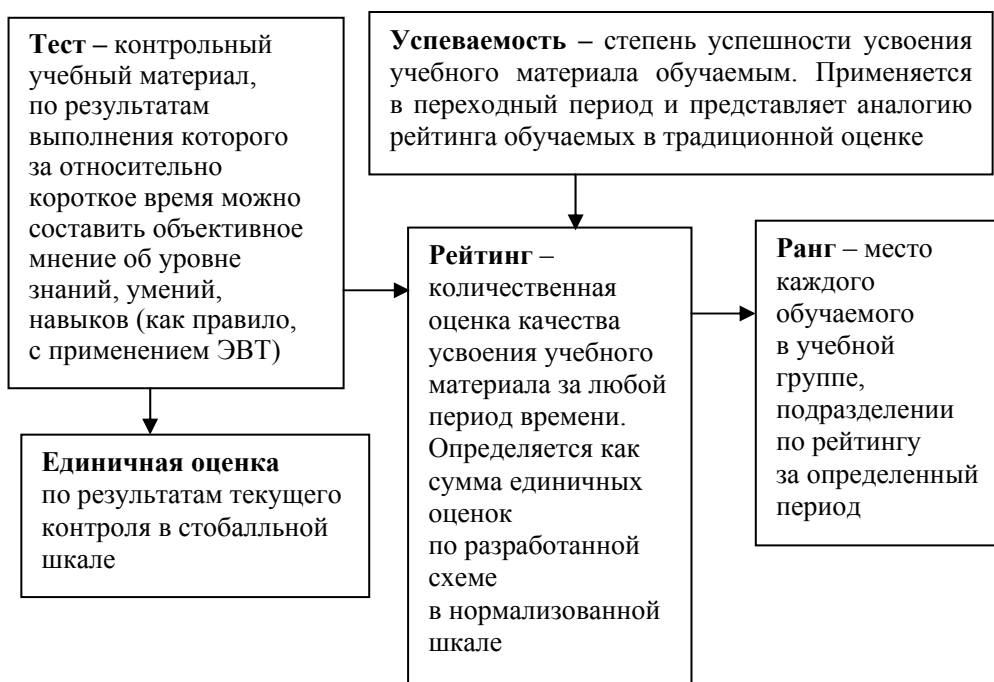 Тест – контрольный
учебный материал,
по результатам
выполнения которого
за относительно
короткое время можно
составить объективное
мнение об уровне
знаний, умений,
навыков (как правило,
с применением ЭВТ)
Успеваемость – степень успешности усвоения
учебного материала обучаемым. Применяется
в переходный период и представляет аналогию
рейтинга обучаемых в традиционной оценке
Единичная оценка
по результатам текущего
контроля в стобалльной
шкале
Рейтинг –
количественная
оценка качества
усвоения учебного
материала за любой
период времени.
Определяется как
сумма единичных
оценок
по разработанной
схеме
в нормализованной
шкале
Ранг – место
каждого
обучаемого
в учебной
группе,
подразделении
по рейтингу
за определенный
период